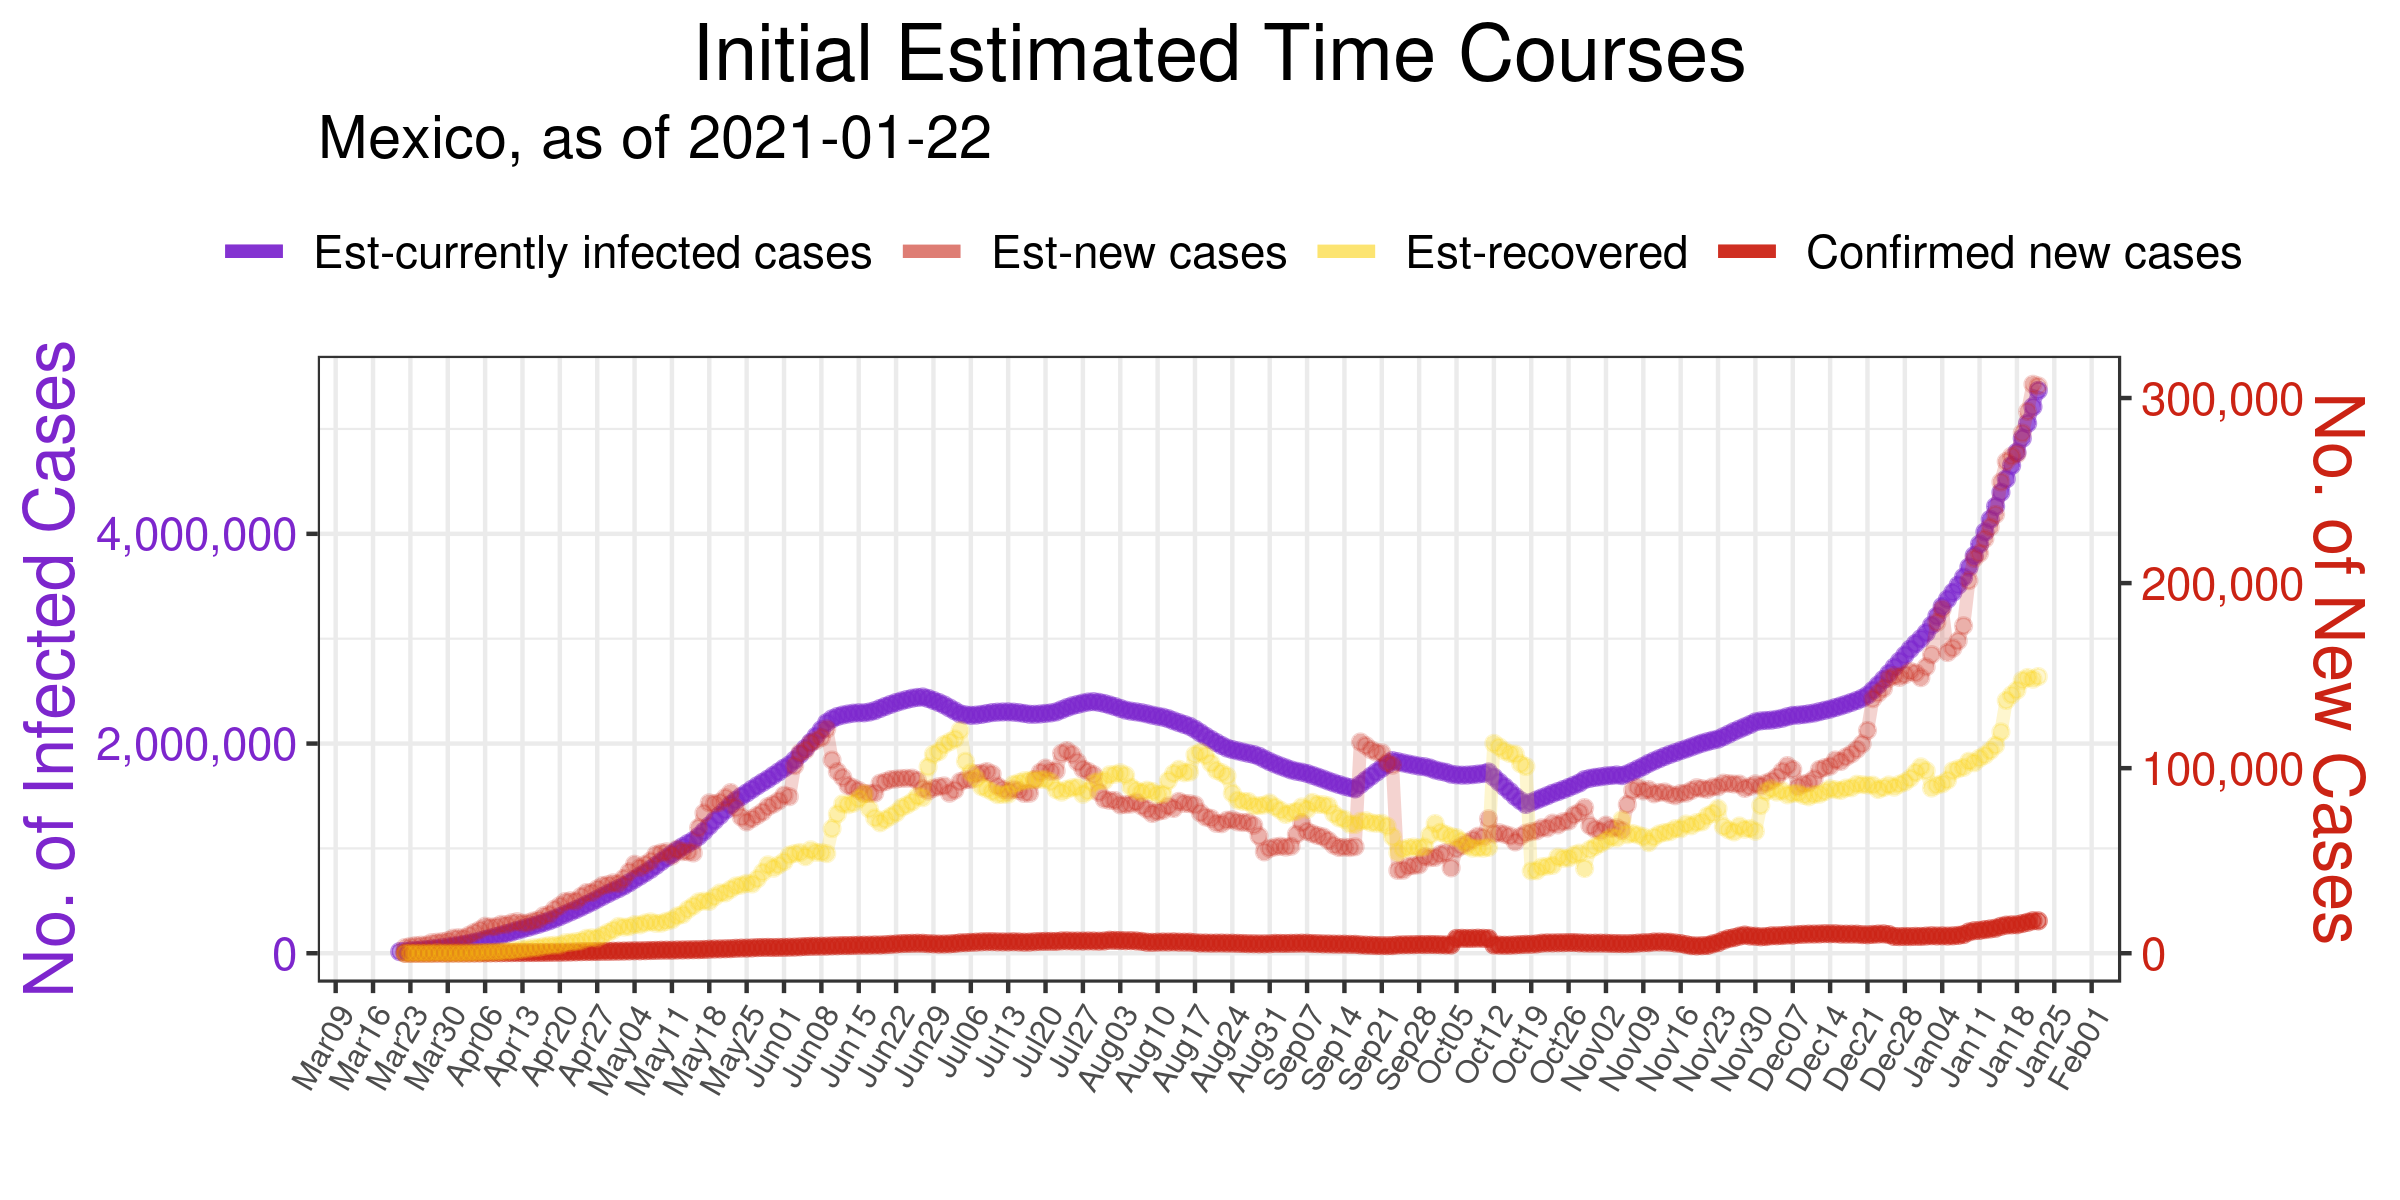 Initial Estimated Time Courses
Mexico, as of 2021-01-22
Est-currently infected cases Est-new cases Est-recovered Confirmed new cases
No. of Infected Cases
4,000,000
2,000,000
0
300,000
200,000
100,000
0
No. of New Cases
Mar09 Mar16 Mar23 Mar30 Apr06 Apr13 Apr20 Apr27 May04 May11 May18 May25 Jun01 Jun08 Jun15 Jun22 Jun29 Jul06 Jul13 Jul20 Jul27 Aug03 Aug10 Aug17 Aug24 Aug31 Sep07 Sep14 Sep21 Sep28 Oct05 Oct12 Oct19 Oct26 Nov02 Nov09 Nov16 Nov23 Nov30 Dec07 Dec14 Dec21 Dec28 Jan04 Jan11 Jan18 Jan25 Feb01